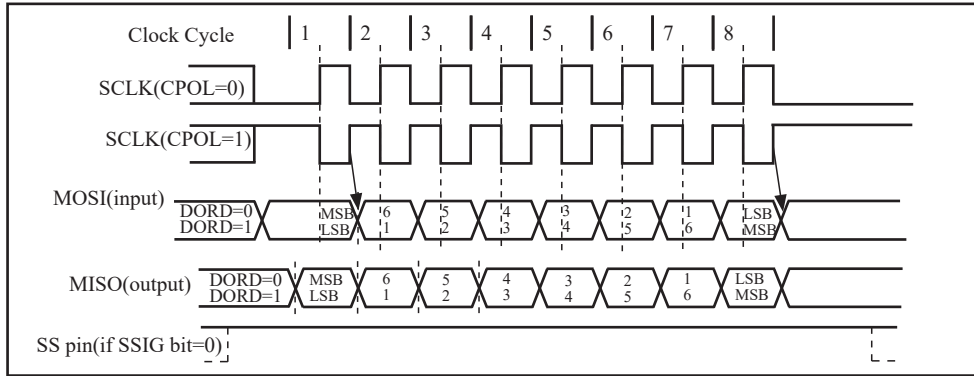 Clock Cycle 1 2 3 4 5 6 7 8
SCLK(CPOL=0)
SCLK(CPOL=1)
MOSI(input)
DORD=0 MSB 6 5 4 3 2 1 LSB
DORD=1 LSB 1 2 3 4 5 6 MSB
MISO(output)
DORD=0 MSB 6 5 4 3 2 1 LSB
DORD=1 LSB 1 2 3 4 5 6 MSB
SS pin(if SSIG bit=0)